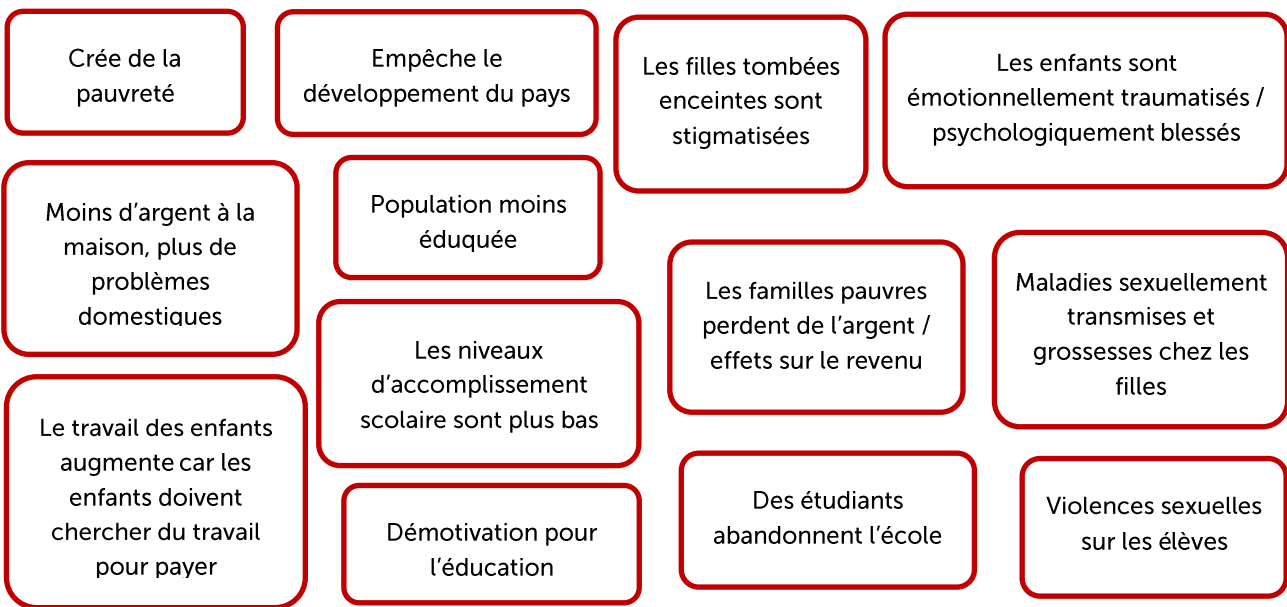 Crée de la
pauvreté
Empêche le
développement du pays
Les filles tombées
enceintes sont
stigmatisées
Les enfants sont
émotionnellement traumatisés /
psychologiquement blessés
Moins d’argent à la
maison, plus de
problèmes
domestiques
Population moins
éduquée
Les familles pauvres
perdent de l’argent /
effets sur le revenu
Maladies sexuellement
transmises et
grossesses chez les
filles
Les niveaux
d’accomplissement
scolaire sont plus bas
Le travail des enfants
augmente car les
enfants doivent
chercher du travail
pour payer
Démotivation pour
l’éducation
Des étudiants
abandonnent l’école
Violences sexuelles
sur les élèves